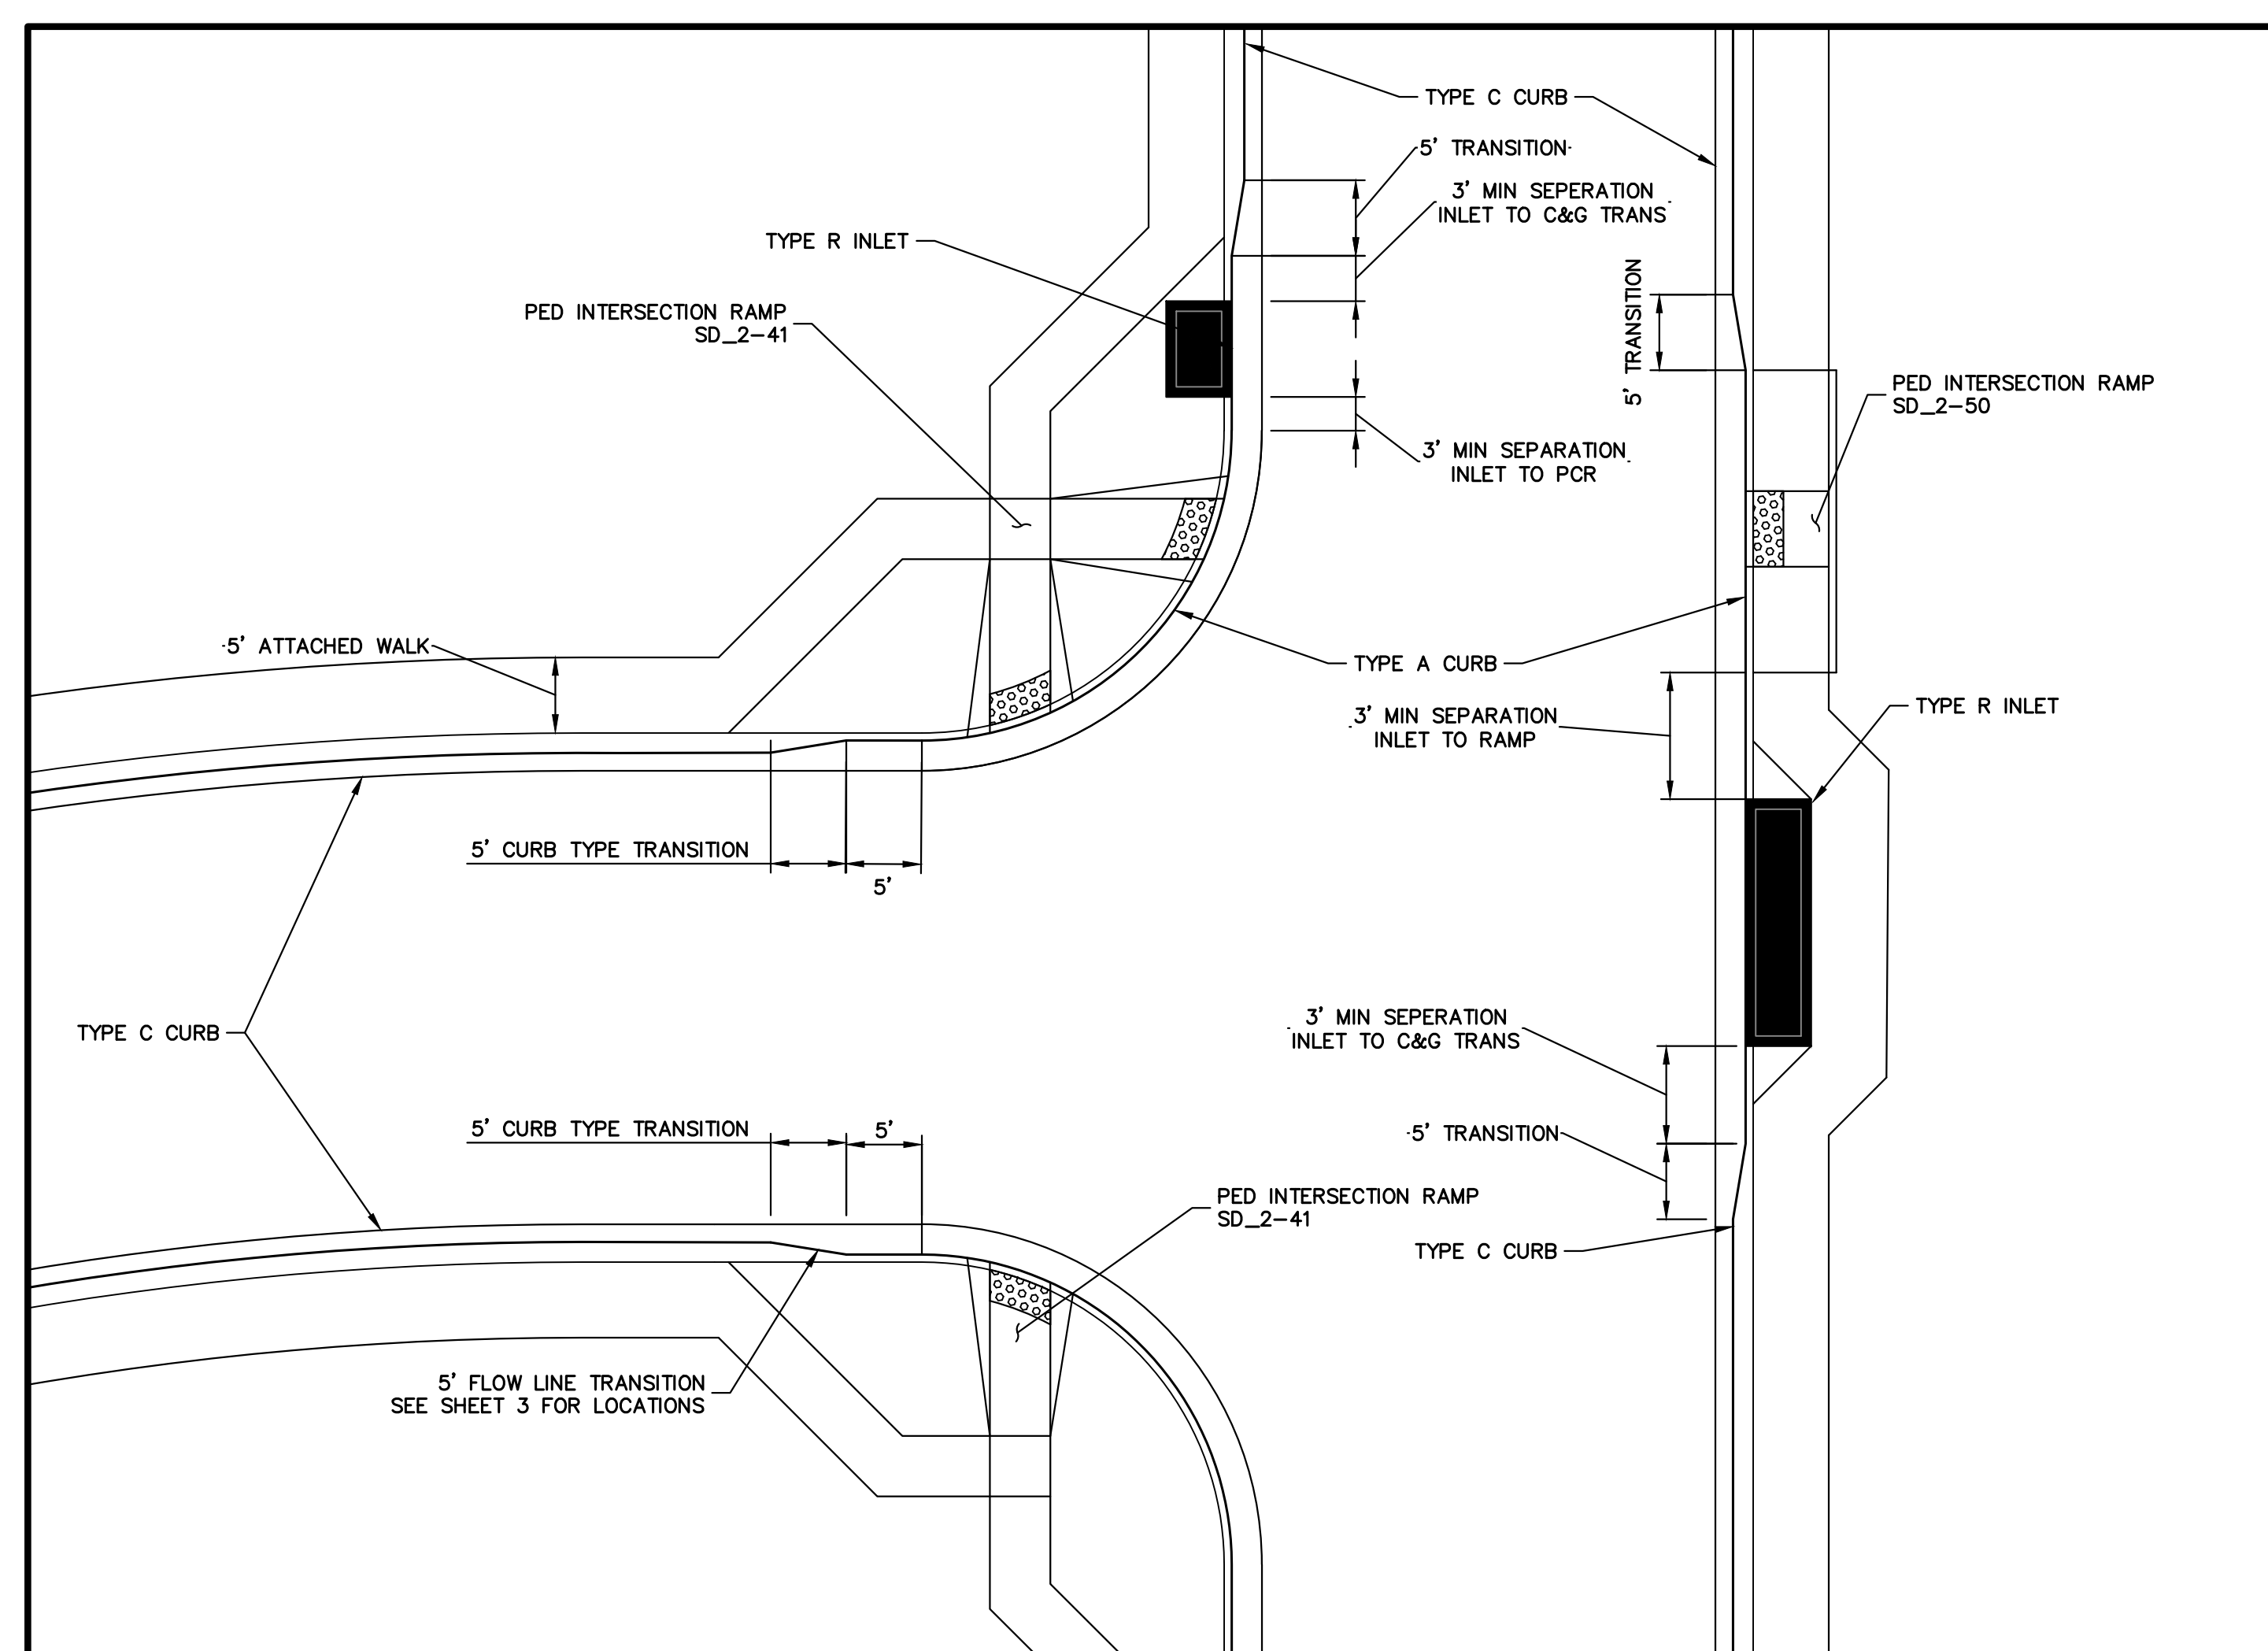 TYPE C CURB
5' TRANSITION
3' MIN SEPERATION
INLET TO C&G TRANS
TYPE R INLET
PED INTERSECTION RAMP
SD_2-41
5' TRANSITION
PED INTERSECTION RAMP
SD_2-50
3' MIN SEPARATION
INLET TO PCR
5' ATTACHED WALK
TYPE A CURB
3' MIN SEPARATION
INLET TO RAMP
TYPE R INLET
5' CURB TYPE TRANSITION
5'
TYPE C CURB
3' MIN SEPERATION
INLET TO C&G TRANS
5' CURB TYPE TRANSITION
5'
5' TRANSITION
PED INTERSECTION RAMP
SD_2-41
TYPE C CURB
5' FLOW LINE TRANSITION
SEE SHEET 3 FOR LOCATIONS